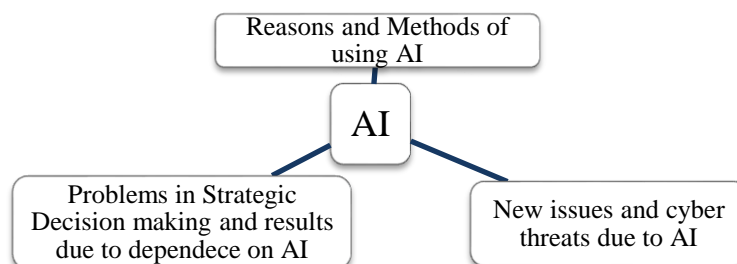 Reasons and Methods of
using AI
AI
Problems in Strategic
Decision making and results
due to dependece on AI
New issues and cyber
threats due to AI